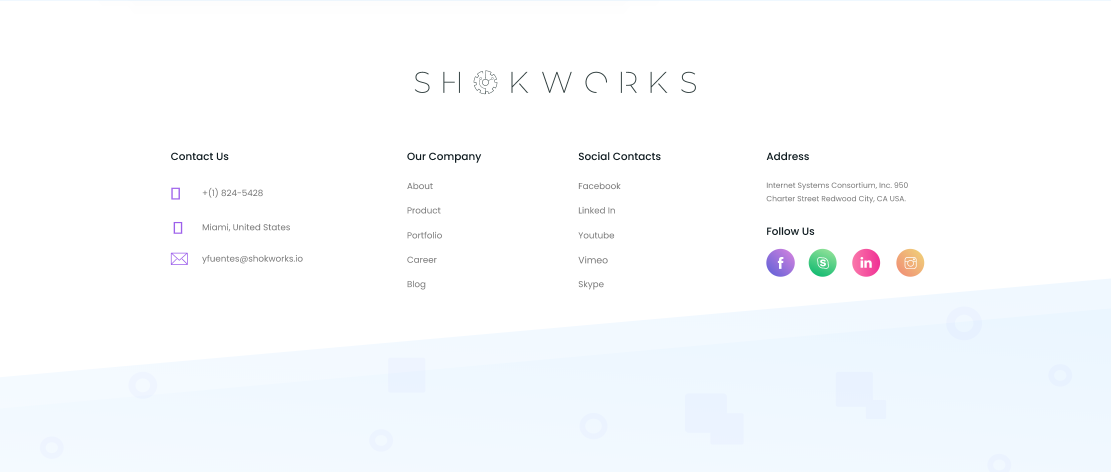 SHOKWORKS
Contact Us
+(1) 824-5428
Miami, United States
yfuentes@shokworks.io
Our Company
About
Product
Portfolio
Career
Blog
Social Contacts
Facebook
Linked In
Youtube
Vimeo
Skype
Address
Internet Systems Consortium, Inc. 950
Charter Street Redwood City, CA USA.
Follow Us